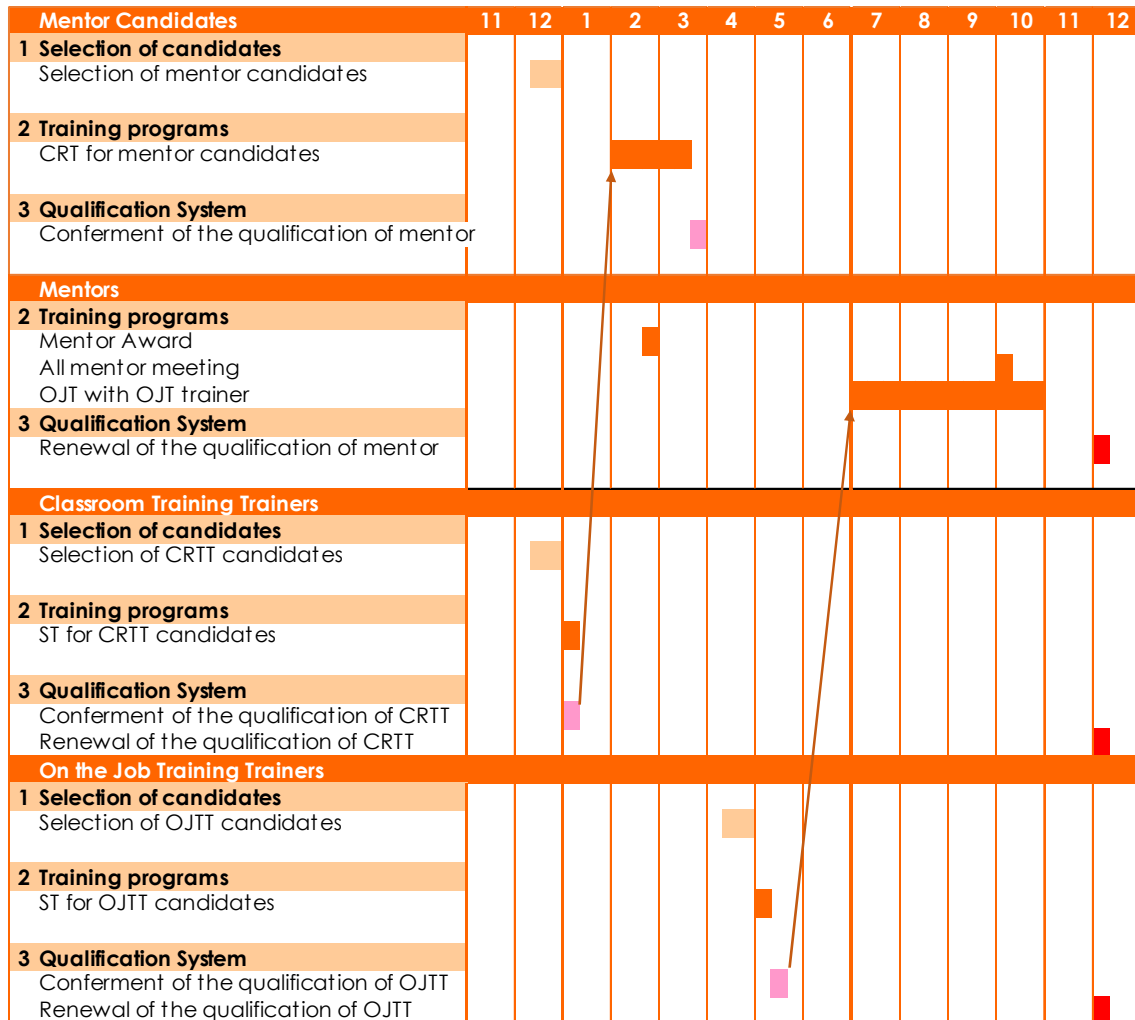 Mentor Candidates 11 12 1 2 3 4 5 6 7 8 9 10 11 12
1 Selection of candidates
Selection of mentor candidates
2 Training programs
CRT for mentor candidates
3 Qualification System
Conferment of the qualification of mentor
Mentors
2 Training programs
Mentor Award
All mentor meeting
OJT with OJT trainer
3 Qualification System
Renewal of the qualification of mentor
Classroom Training Trainers
1 Selection of candidates
Selection of CRTT candidates
2 Training programs
ST for CRTT candidates
3 Qualification System
Conferment of the qualification of CRTT
Renewal of the qualification of CRTT
On the Job Training Trainers
1 Selection of candidates
Selection of OJTT candidates
2 Training programs
ST for OJTT candidates
3 Qualification System
Conferment of the qualification of OJTT
Renewal of the qualification of OJTT